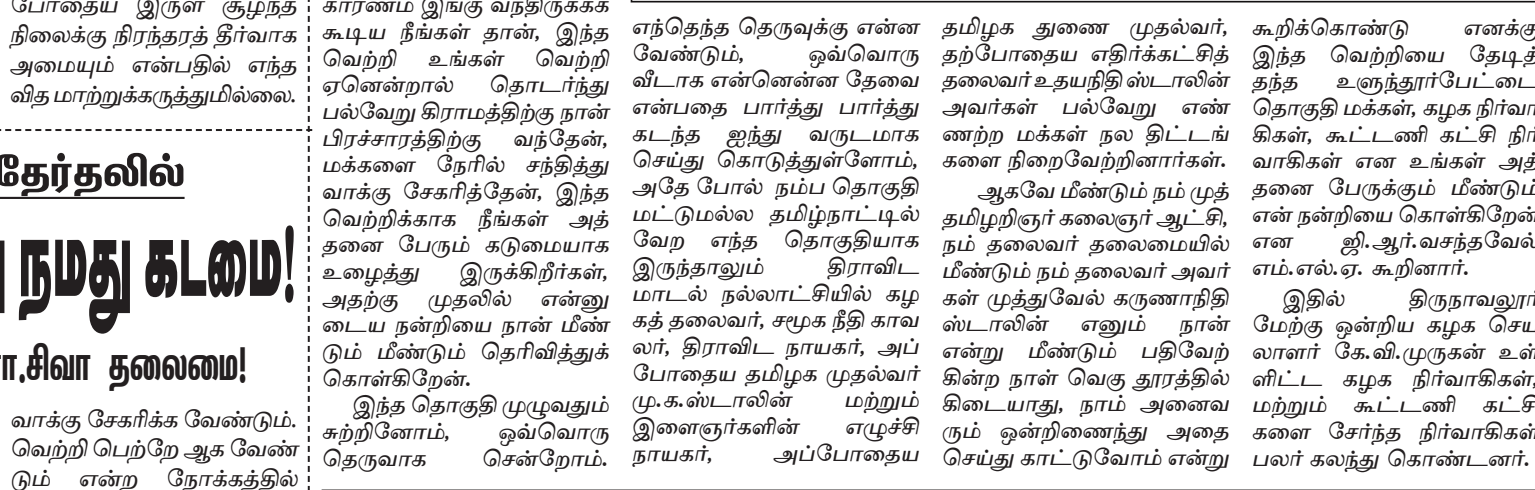 போதைய இருள் சூழ்ந்த
நிலைக்கு நிரந்தரத் தீர்வாக
அமையும் என்பதில் எந்த
வித மாற்றுக்கருத்துமில்லை.
தேர்தலில்
நமது கடமை!
சிவா தலைமை!
வாக்கு சேகரிக்க வேண்டும்.
வெற்றி பெற்றே ஆக வேண்
டும் என்ற நோக்கத்தில்
காரணம் இங்கு வந்திருக்கக்
கூடிய நீங்கள் தான், இந்த
வெற்றி உங்கள் வெற்றி
ஏனென்றால் தொடர்ந்து
பல்வேறு கிராமத்திற்கு நான்
பிரச்சாரத்திற்கு வந்தேன்,
மக்களை நேரில் சந்தித்து
வாக்கு சேகரித்தேன், இந்த
வெற்றிக்காக நீங்கள் அத்
தனை பேரும் கடுமையாக
உழைத்து இருக்கிறீர்கள்,
அதற்கு முதலில் என்னு
டைய நன்றியை நான் மீண்
டும் மீண்டும் தெரிவித்துக்
கொள்கிறேன்.
இந்த தொகுதி முழுவதும்
சுற்றினோம், ஒவ்வொரு
தெருவாக சென்றோம்.
எந்தெந்த தெருவுக்கு என்ன
வேண்டும், ஒவ்வொரு
வீடாக என்னென்ன தேவை
என்பதை பார்த்து பார்த்து
கடந்த ஐந்து வருடமாக
செய்து கொடுத்துள்ளோம்,
அதே போல் நம்ப தொகுதி
மட்டுமல்ல தமிழ்நாட்டில்
வேற எந்த தொகுதியாக
இருந்தாலும் திராவிட
மாடல் நல்லாட்சியில் கழ
கத் தலைவர், சமூக நீதி காவ
லர், திராவிட நாயகர், அப்
போதைய தமிழக முதல்வர்
மு.க.ஸ்டாலின் மற்றும்
இளைஞர்களின் எழுச்சி
நாயகர், அப்போதைய
தமிழக துணை முதல்வர்,
தற்போதைய எதிர்க்கட்சித்
தலைவர் உதயநிதி ஸ்டாலின்
அவர்கள் பல்வேறு எண்
ணற்ற மக்கள் நல திட்டங்
களை நிறைவேற்றினார்கள்.
ஆகவே மீண்டும் நம் முத்
தமிழறிஞர் கலைஞர் ஆட்சி,
நம் தலைவர் தலைமையில்
மீண்டும் நம் தலைவர் அவர்
கள் முத்துவேல் கருணாநிதி
ஸ்டாலின் எனும் நான்
என்று மீண்டும் பதிவேற்
கின்ற நாள் வெகு தூரத்தில்
கிடையாது, நாம் அனைவ
ரும் ஒன்றிணைந்து அதை
செய்து காட்டுவோம் என்று
கூறிக்கொண்டு எனக்கு
இந்த வெற்றியை தேடித்
தந்த உளுந்தூர்பேட்டை
தொகுதி மக்கள், கழக நிர்வா
கிகள், கூட்டணி கட்சி நிர்
வாகிகள் என உங்கள் அத்
தனை பேருக்கும் மீண்டும்
என் நன்றியை கொள்கிறேன்
என ஜி.ஆர்.வசந்தவேல்
எம்.எல்.ஏ. கூறினார்.
இதில் திருநாவலூர்
மேற்கு ஒன்றிய கழக செய
லாளர் கே.வி.முருகன் உள்
ளிட்ட கழக நிர்வாகிகள்,
மற்றும் கூட்டணி கட்சி
களை சேர்ந்த நிர்வாகிகள்
பலர் கலந்து கொண்டனர்.